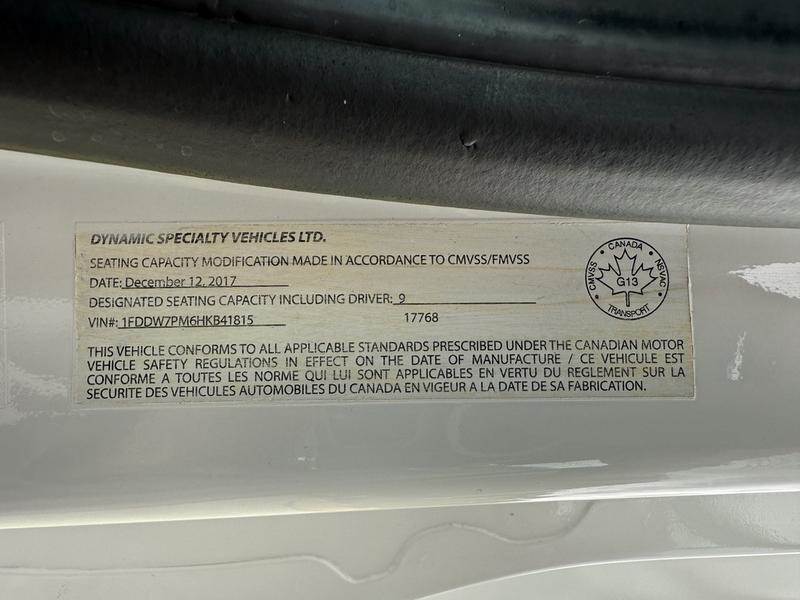 DYNAMIC SPECIALTY VEHICLES LTD.
SEATING CAPACITY MODIFICATION MADE IN ACCORDANCE TO CMVSS/FMVSS
DATE: December 12, 2017
DESIGNATED SEATING CAPACITY INCLUDING DRIVER: 9
VIN#: 1FDDW7PM6HKB41815 17768
THIS VEHICLE CONFORMS TO ALL APPLICABLE STANDARDS PRESCRIBED UNDER THE CANADIAN MOTOR
VEHICLE SAFETY REGULATIONS IN EFFECT ON THE DATE OF MANUFACTURE / CE VEHICULE EST
CONFORME A TOUTES LES NORME QUI LUI SONT APPLICABLES EN VERTU DU REGLEMENT SUR LA
SECURITE DES VEHICULES AUTOMOBILES DU CANADA EN VIGEUR A LA DATE DE SA FABRICATION.
CANADA
CMVSS
NSVAC
G13
TRANSPORT